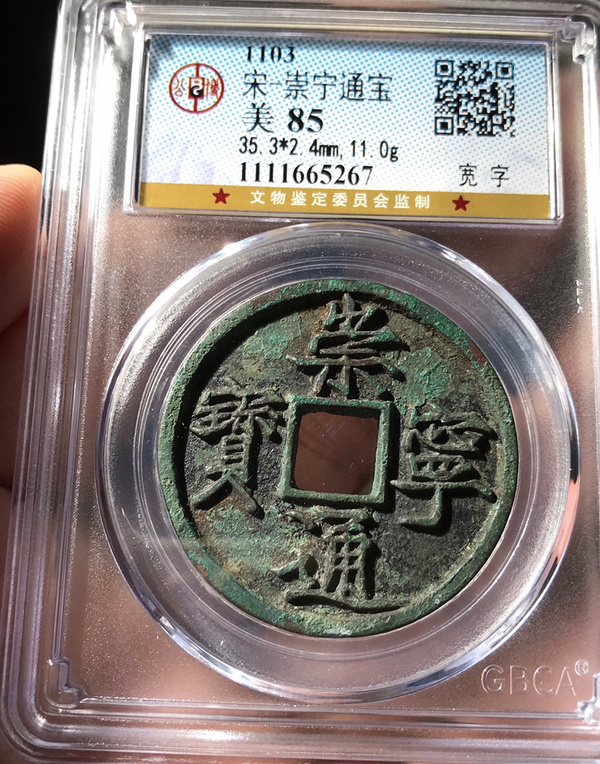 1103
宋-崇宁通宝
美 85
35.3*2.4mm,11.0g
1111665267
宽 字
★ 文物鉴定委员会监制 ★
崇
寧
通
寶
GBCA®
GBCA